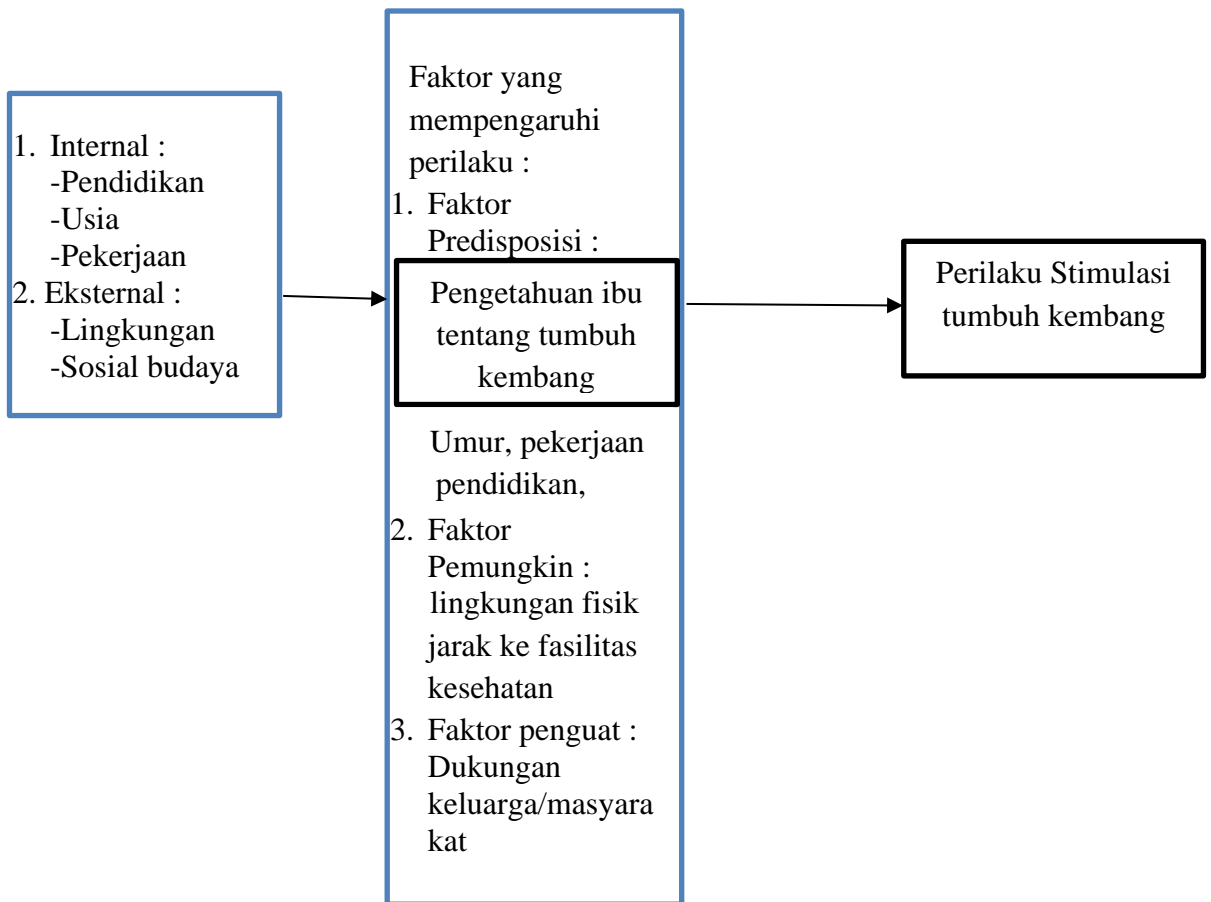 1. Internal :
-Pendidikan
-Usia
-Pekerjaan
2. Eksternal :
-Lingkungan
-Sosial budaya
Faktor yang
mempengaruhi
perilaku :
1. Faktor
Predisposisi :
Pengetahuan ibu
tentang tumbuh
kembang
Umur, pekerjaan
pendidikan,
2. Faktor
Pemungkin :
lingkungan fisik
jarak ke fasilitas
kesehatan
3. Faktor penguat :
Dukungan
keluarga/masyara
kat
Perilaku Stimulasi
tumbuh kembang